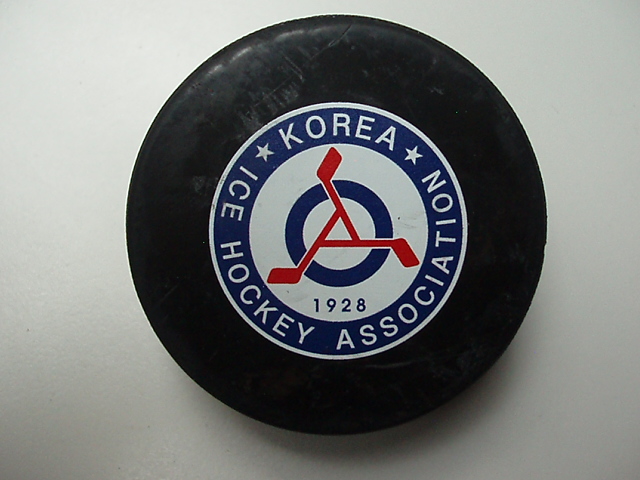 KOREA
ICE HOCKEY ASSOCIATION
1928